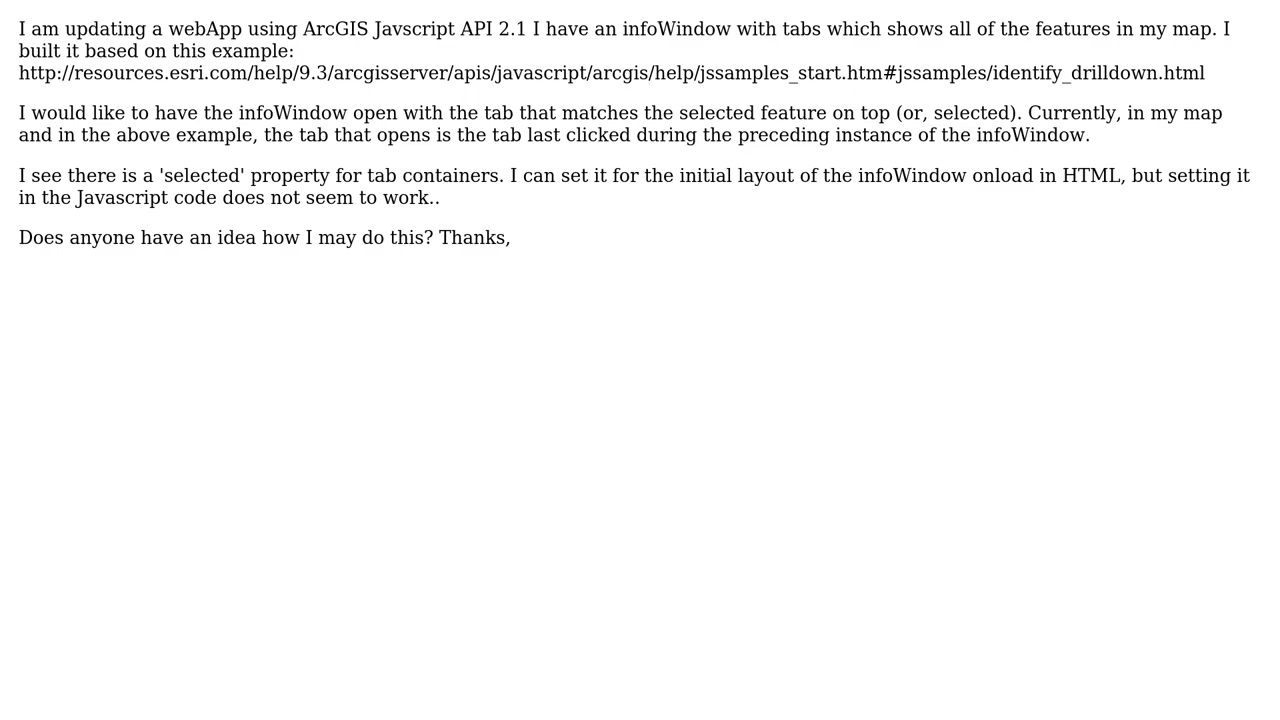 I am updating a webApp using ArcGIS Javscript API 2.1 I have an infoWindow with tabs which shows all of the features in my map. I
built it based on this example:
http://resources.esri.com/help/9.3/arcgisserver/apis/javascript/arcgis/help/jssamples_start.htm#jssamples/identify_drilldown.html
I would like to have the infoWindow open with the tab that matches the selected feature on top (or, selected). Currently, in my map
and in the above example, the tab that opens is the tab last clicked during the preceding instance of the infoWindow.
I see there is a 'selected' property for tab containers. I can set it for the initial layout of the infoWindow onload in HTML, but setting it
in the Javascript code does not seem to work..
Does anyone have an idea how I may do this? Thanks,